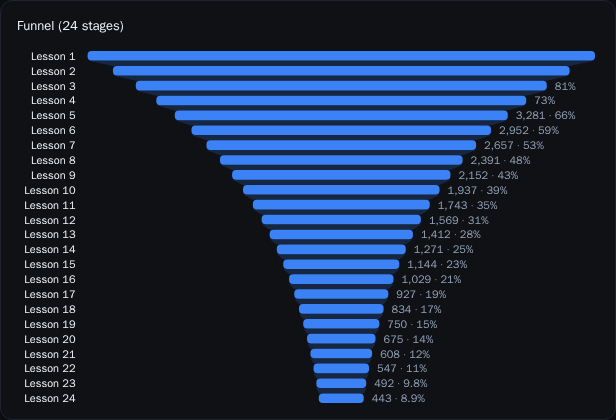 Funnel (24 stages)
Lesson 1
Lesson 2
Lesson 3 81%
Lesson 4 73%
Lesson 5 3,281 · 66%
Lesson 6 2,952 · 59%
Lesson 7 2,657 · 53%
Lesson 8 2,391 · 48%
Lesson 9 2,152 · 43%
Lesson 10 1,937 · 39%
Lesson 11 1,743 · 35%
Lesson 12 1,569 · 31%
Lesson 13 1,412 · 28%
Lesson 14 1,271 · 25%
Lesson 15 1,144 · 23%
Lesson 16 1,029 · 21%
Lesson 17 927 · 19%
Lesson 18 834 · 17%
Lesson 19 750 · 15%
Lesson 20 675 · 14%
Lesson 21 608 · 12%
Lesson 22 547 · 11%
Lesson 23 492 · 9.8%
Lesson 24 443 · 8.9%